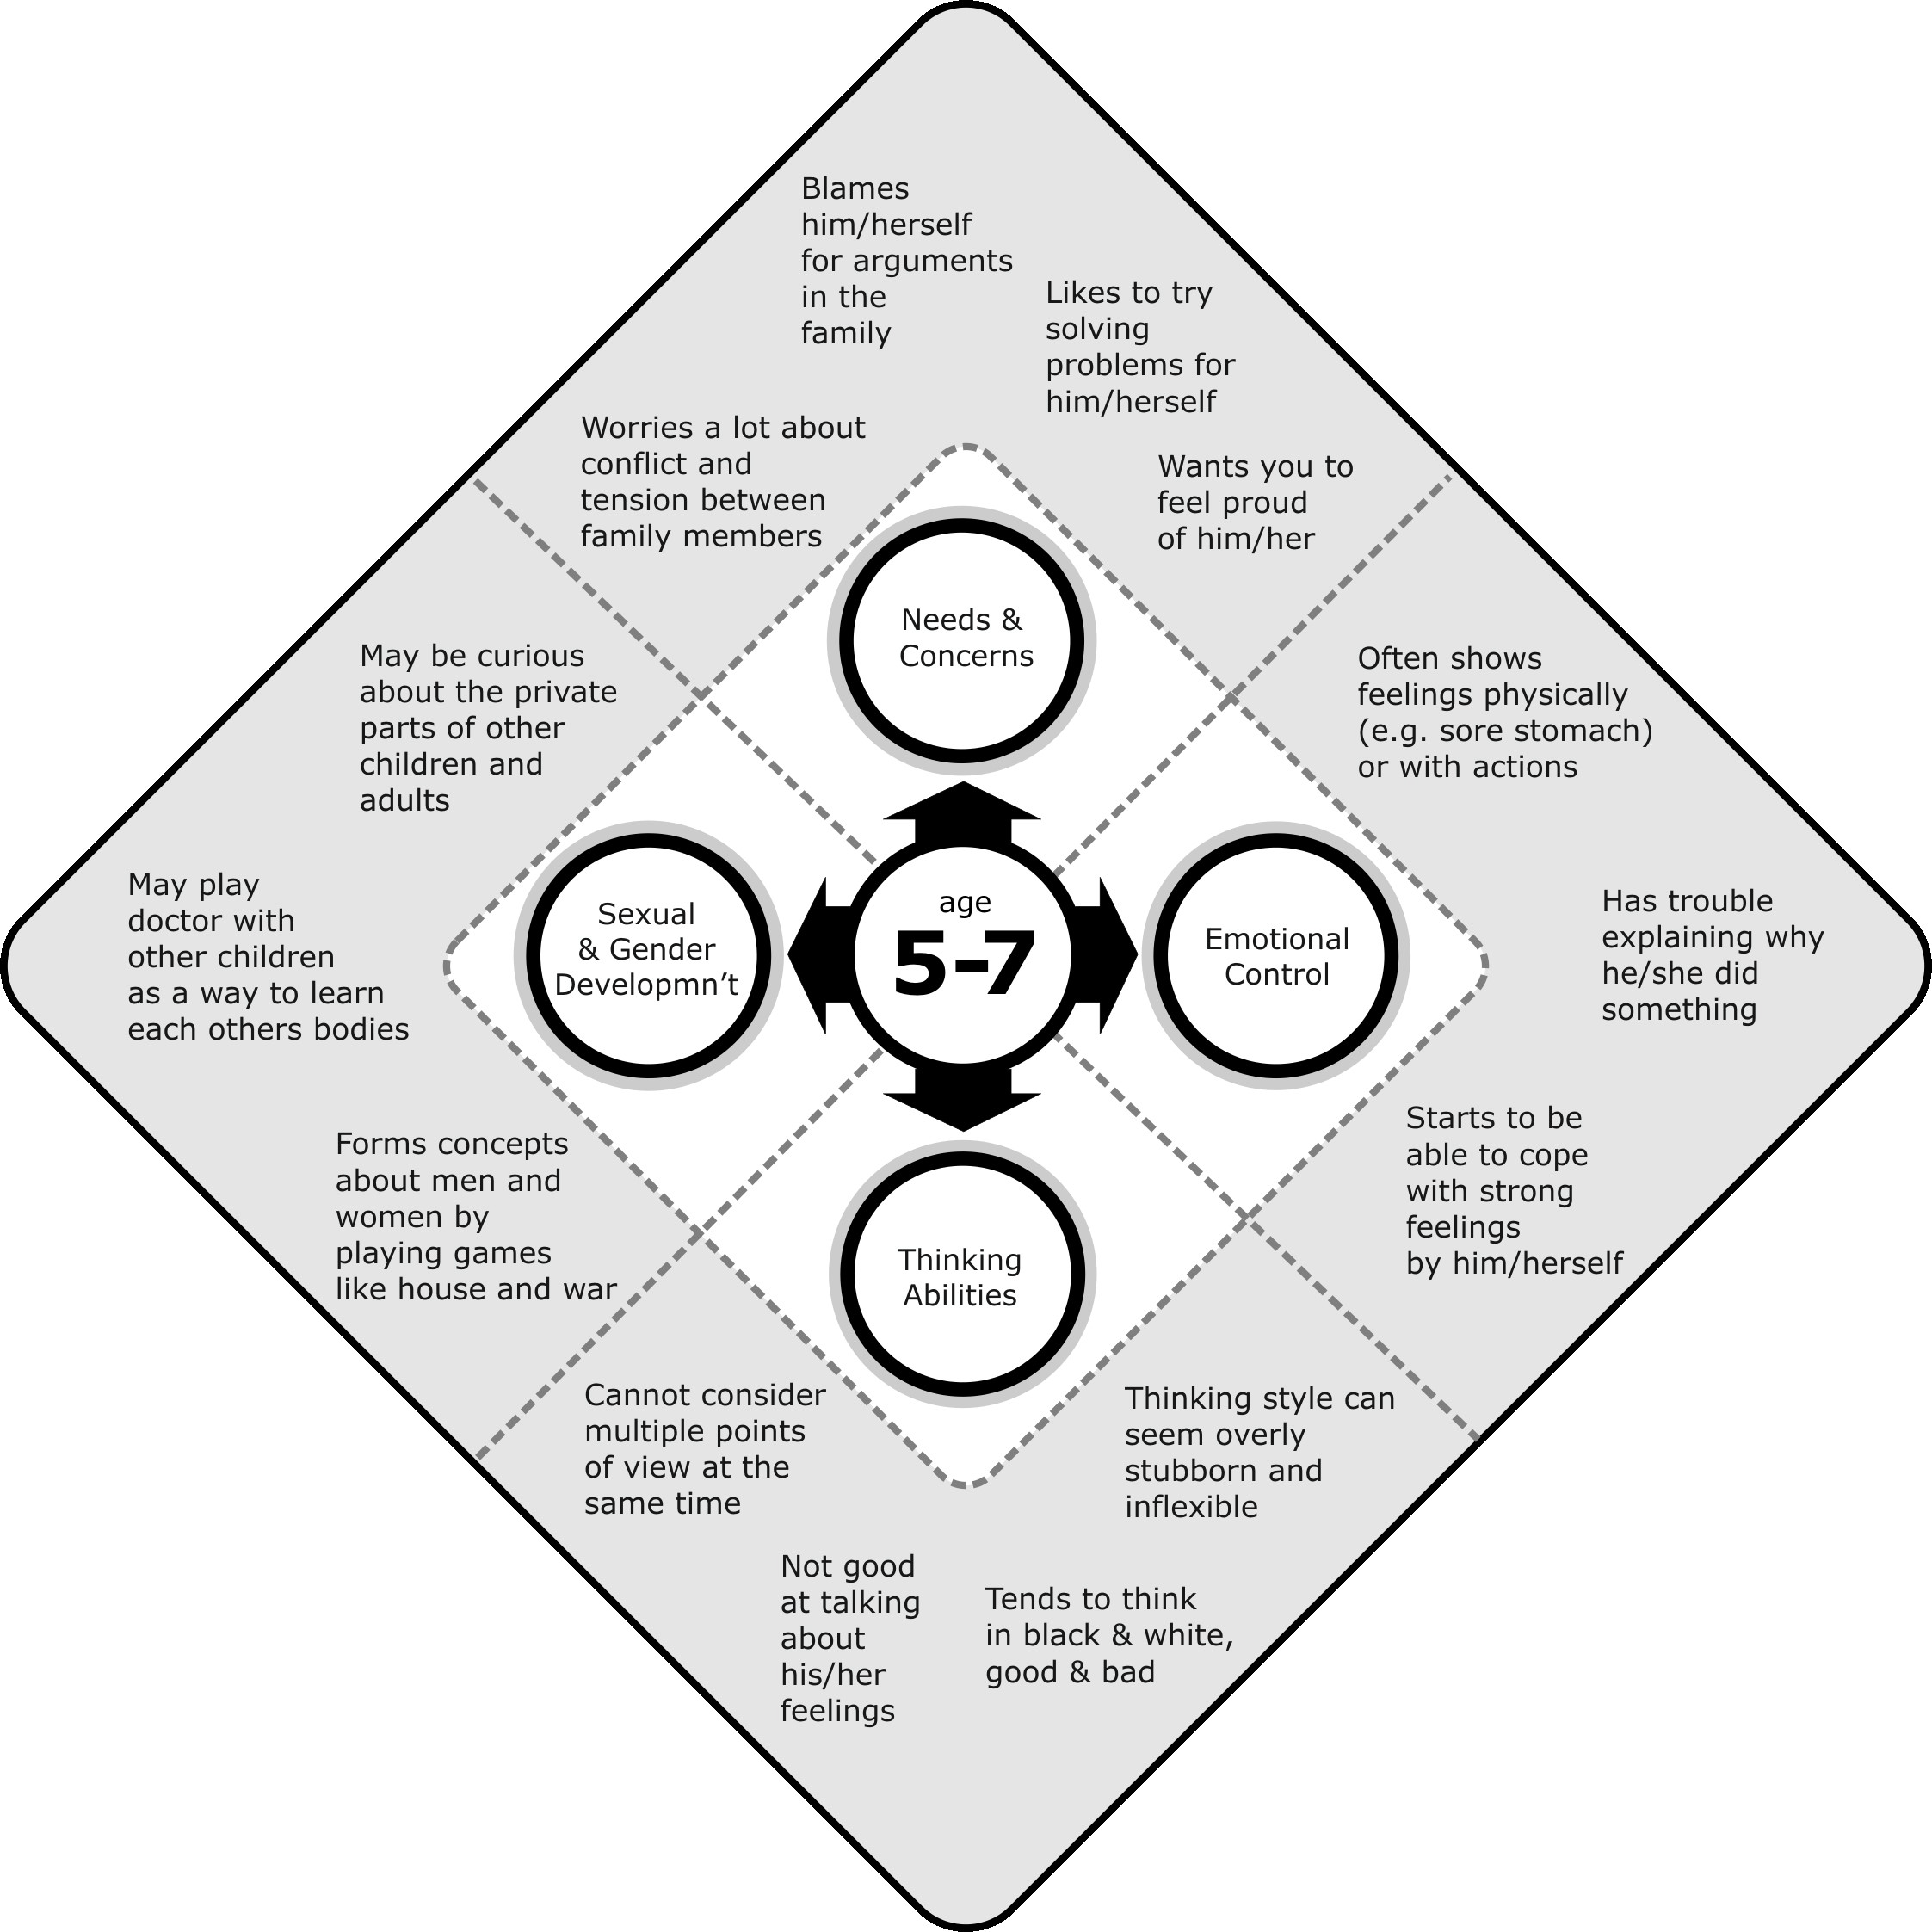 Blames
him/herself
for arguments
in the
family
Likes to try
solving
problems for
him/herself
Worries a lot about
conflict and
tension between
family members
Wants you to
feel proud
of him/her
Needs &
Concerns
May be curious
about the private
parts of other
children and
adults
Often shows
feelings physically
(e.g. sore stomach)
or with actions
May play
doctor with
other children
as a way to learn
each others bodies
Sexual
& Gender
Developmn’t
age
5-7
Emotional
Control
Has trouble
explaining why
he/she did
something
Forms concepts
about men and
women by
playing games
like house and war
Starts to be
able to cope
with strong
feelings
by him/herself
Thinking
Abilities
Cannot consider
multiple points
of view at the
same time
Thinking style can
seem overly
stubborn and
inflexible
Not good
at talking
about
his/her
feelings
Tends to think
in black & white,
good & bad